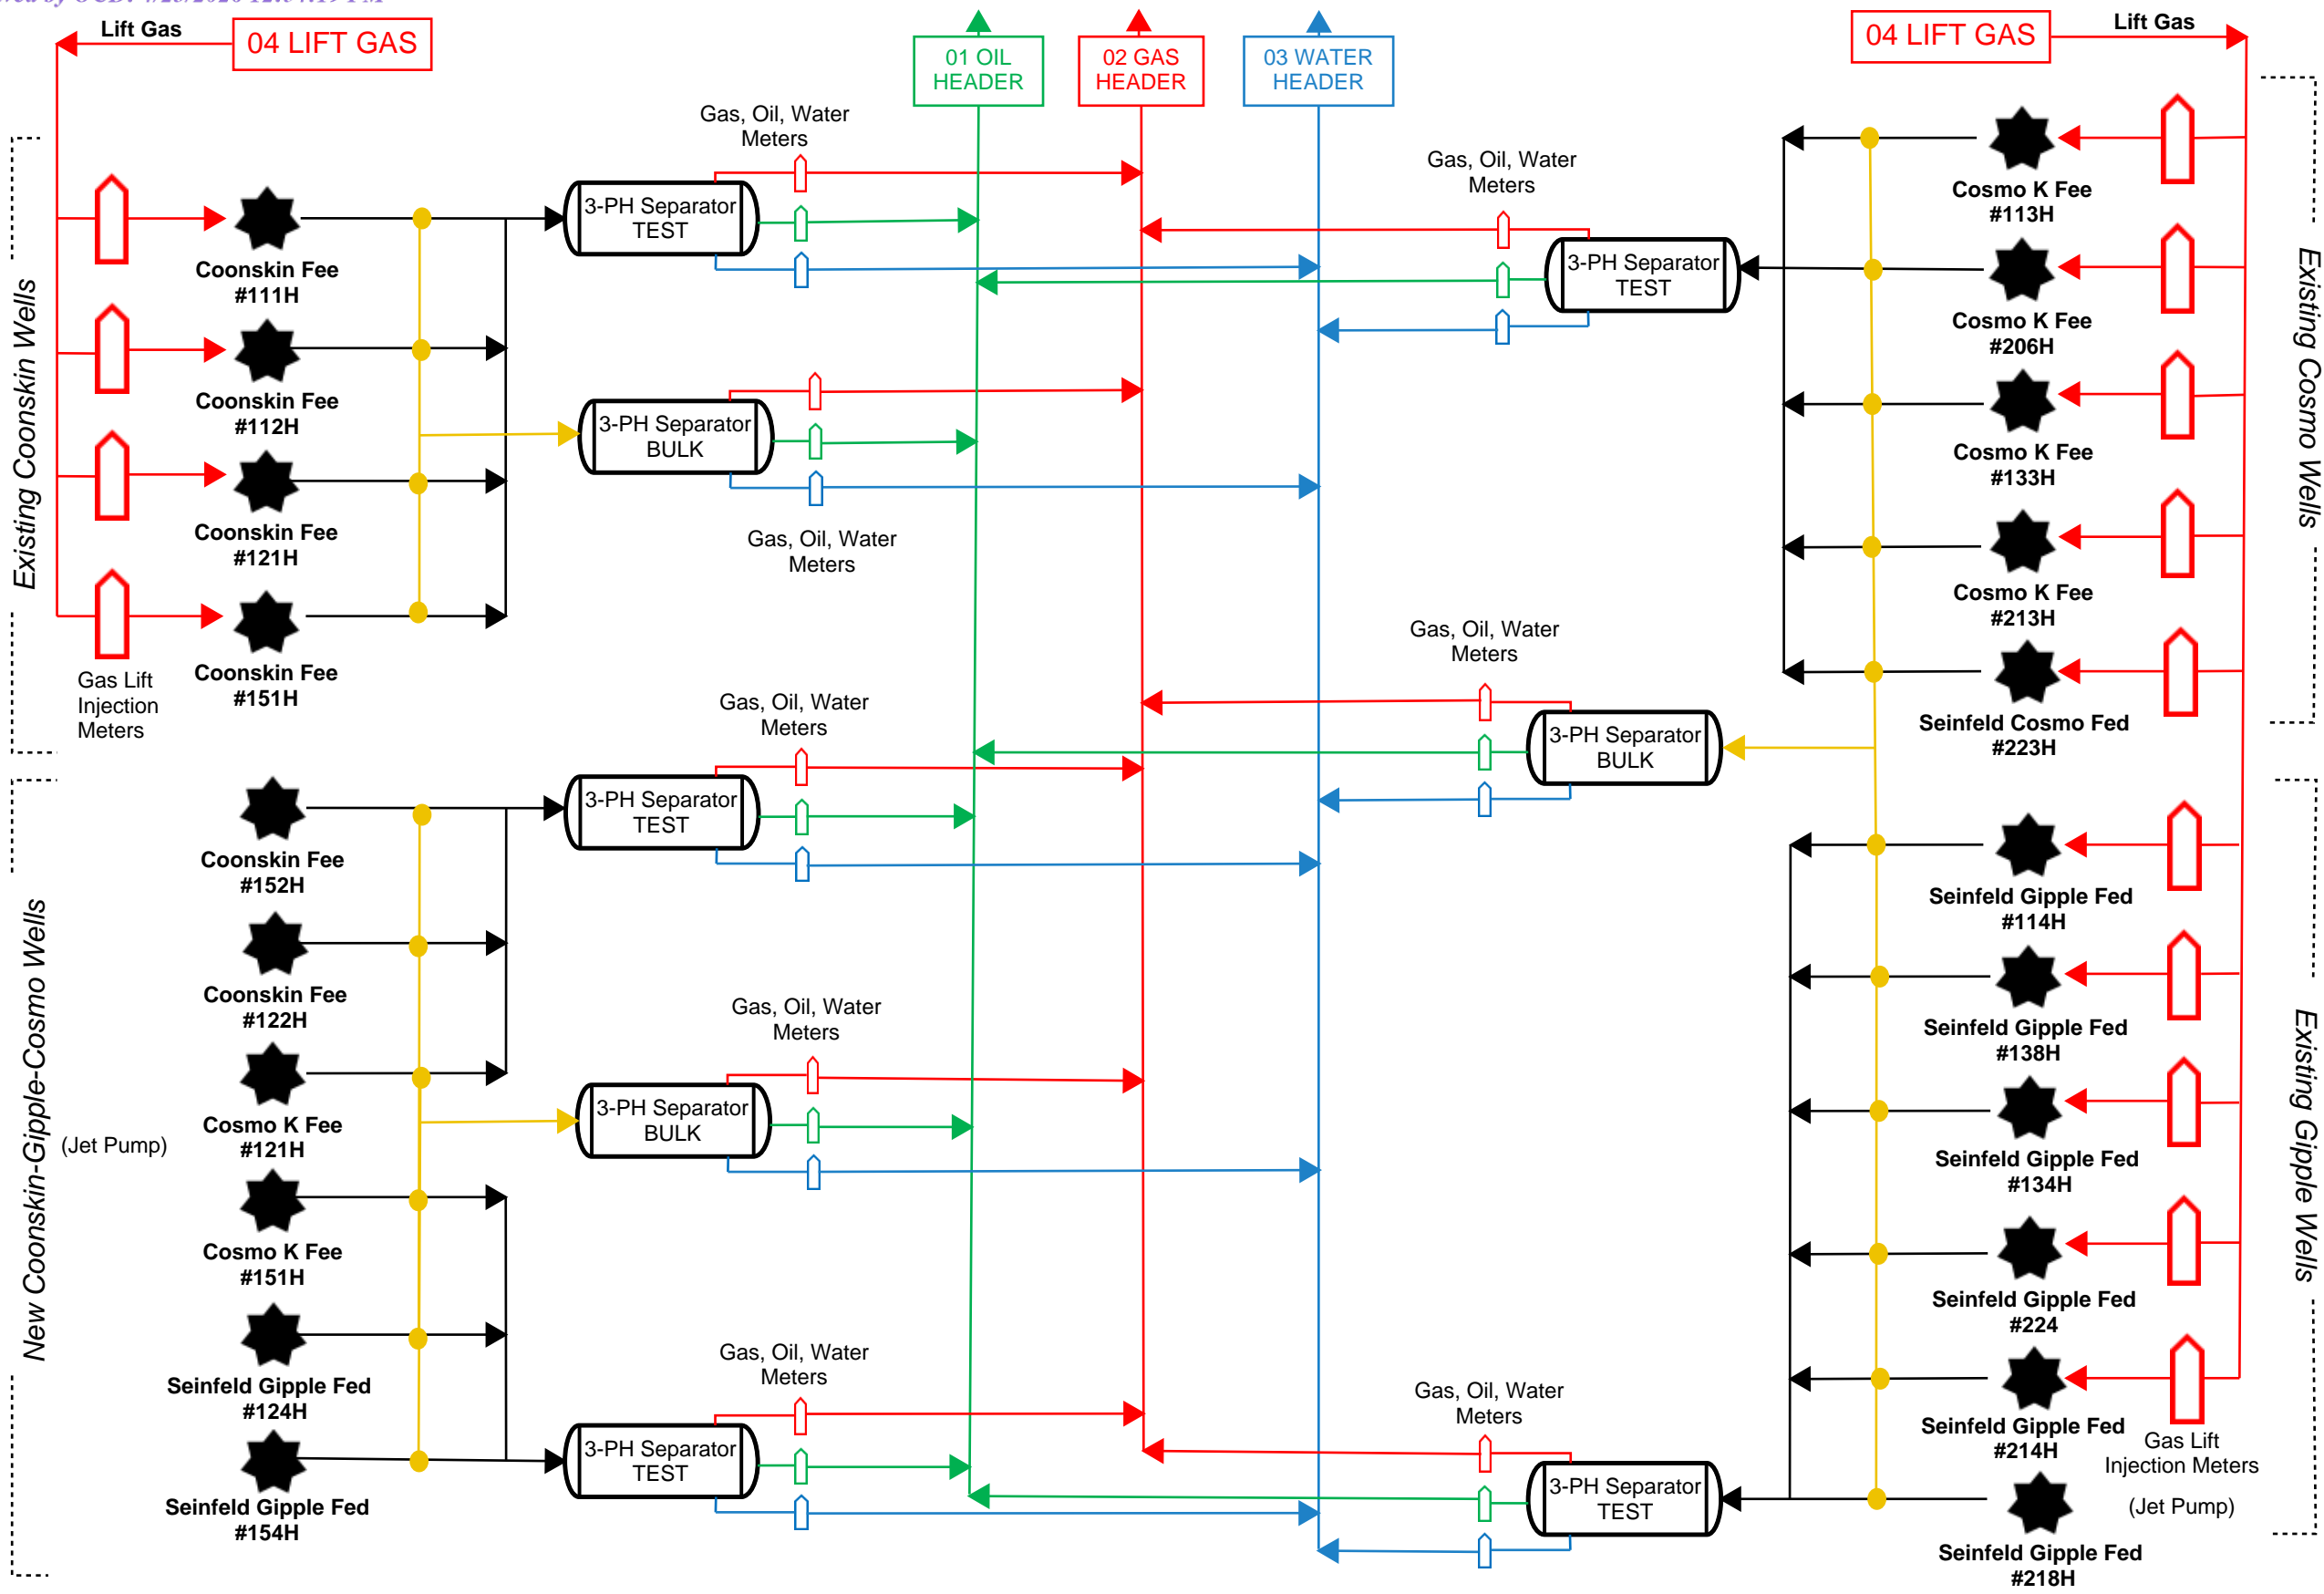 Lift Gas
04 LIFT GAS
01 OIL
HEADER
02 GAS
HEADER
03 WATER
HEADER
04 LIFT GAS
Lift Gas
Existing Coonskin Wells
Coonskin Fee
#111H
Coonskin Fee
#112H
Coonskin Fee
#121H
Coonskin Fee
#151H
Gas Lift
Injection
Meters
Gas, Oil, Water
Meters
3-PH Separator
TEST
3-PH Separator
BULK
Gas, Oil, Water
Meters
New Coonskin-Gipple-Cosmo Wells
(Jet Pump)
Coonskin Fee
#152H
Coonskin Fee
#122H
Cosmo K Fee
#121H
Cosmo K Fee
#151H
Seinfeld Gipple Fed
#124H
Seinfeld Gipple Fed
#154H
Gas, Oil, Water
Meters
3-PH Separator
TEST
Gas, Oil, Water
Meters
3-PH Separator
BULK
Gas, Oil, Water
Meters
3-PH Separator
TEST
Gas, Oil, Water
Meters
3-PH Separator
TEST
Gas, Oil, Water
Meters
3-PH Separator
BULK
Gas, Oil, Water
Meters
3-PH Separator
TEST
Cosmo K Fee
#113H
Cosmo K Fee
#206H
Cosmo K Fee
#133H
Cosmo K Fee
#213H
Seinfeld Cosmo Fed
#223H
Existing Cosmo Wells
Seinfeld Gipple Fed
#114H
Seinfeld Gipple Fed
#138H
Seinfeld Gipple Fed
#134H
Seinfeld Gipple Fed
#224
Seinfeld Gipple Fed
#214H
Gas Lift
Injection Meters
(Jet Pump)
Seinfeld Gipple Fed
#218H
Existing Gipple Wells